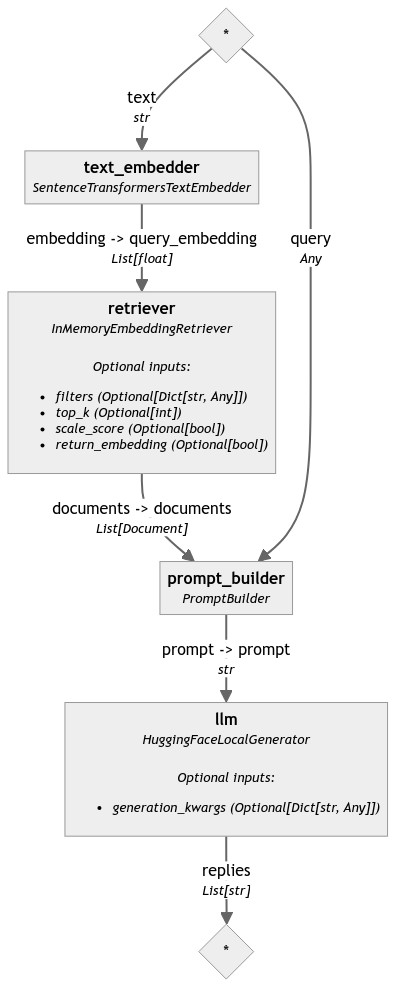 *
text
str
text_embedder
SentenceTransformersTextEmbedder
embedding -> query_embedding
List[float]
query
Any
retriever
InMemoryEmbeddingRetriever
Optional inputs:
• filters (Optional[Dict[str, Any]])
• top_k (Optional[int])
• scale_score (Optional[bool])
• return_embedding (Optional[bool])
documents -> documents
List[Document]
prompt_builder
PromptBuilder
prompt -> prompt
str
llm
HuggingFaceLocalGenerator
Optional inputs:
• generation_kwargs (Optional[Dict[str, Any]])
replies
List[str]
*